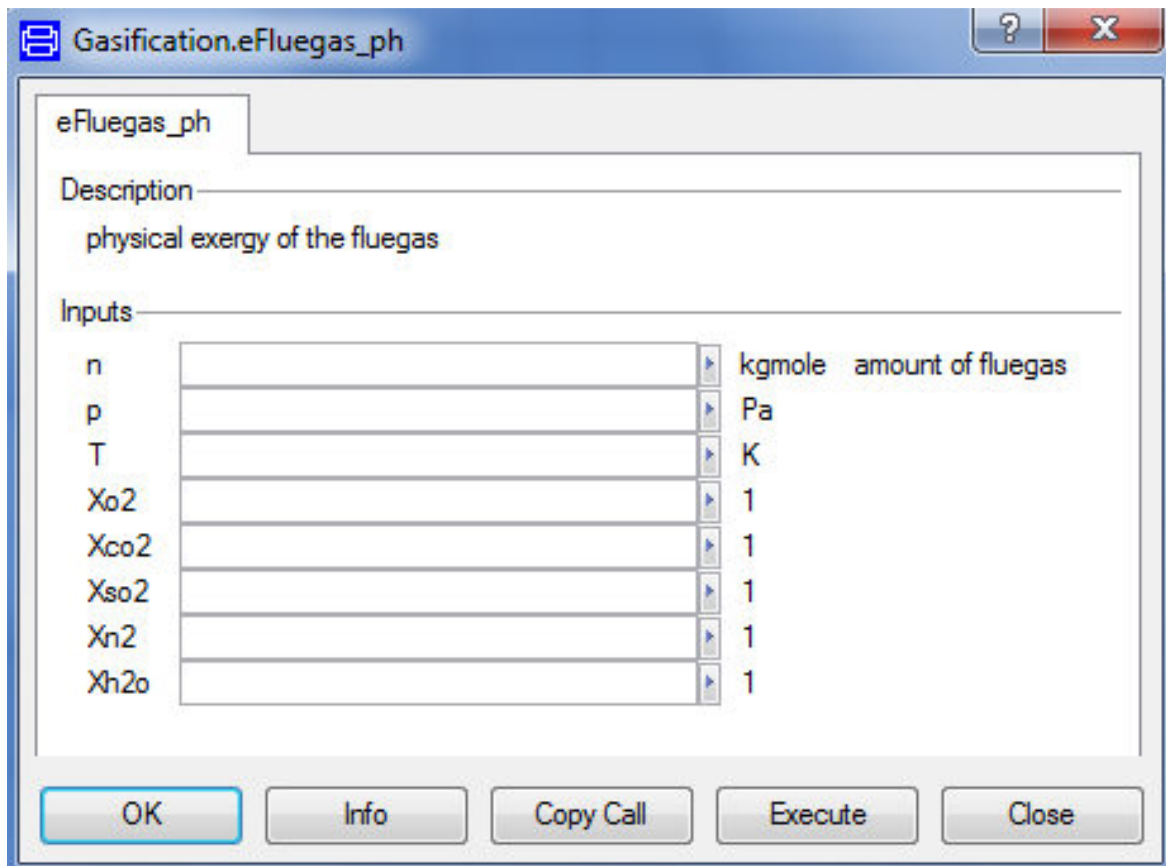 Gasification.eFluegas_ph
eFluegas_ph
Description
physical exergy of the fluegas
Inputs
n kgmole amount of fluegas
p Pa
T K
Xo2 1
Xco2 1
Xso2 1
Xn2 1
Xh2o 1
OK Info Copy Call Execute Close